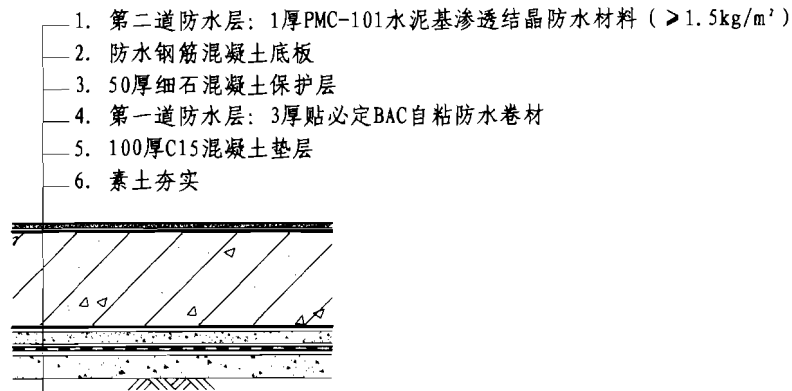 1. 第二道防水层: 1厚PMC-101水泥基渗透结晶防水材料(≥1.5kg/m²)
2. 防水钢筋混凝土底板
3. 50厚细石混凝土保护层
4. 第一道防水层: 3厚贴必定BAC自粘防水卷材
5. 100厚C15混凝土垫层
6. 素土夯实